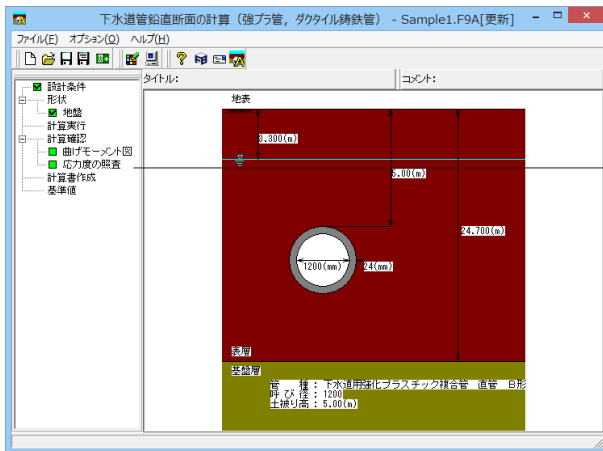 下水道管鉛直断面の計算（強プラ管，ダクタイル鋳鉄管） - Sample1.F9A[更新]
ファイル(F) オプション(O) ヘルプ(H)
設計条件
形状
地盤
計算実行
計算確認
曲げモーメント図
応力度の照査
計算書作成
基準値
タイトル:
コメント:
地表
3.300(m)
5.00(m)
24.700(m)
1200(mm)
24(mm)
表層
基盤層
管 種 : 下水道用強化プラスチック複合管 直管 B形
呼び径 : 1200
土被り高 : 5.00(m)